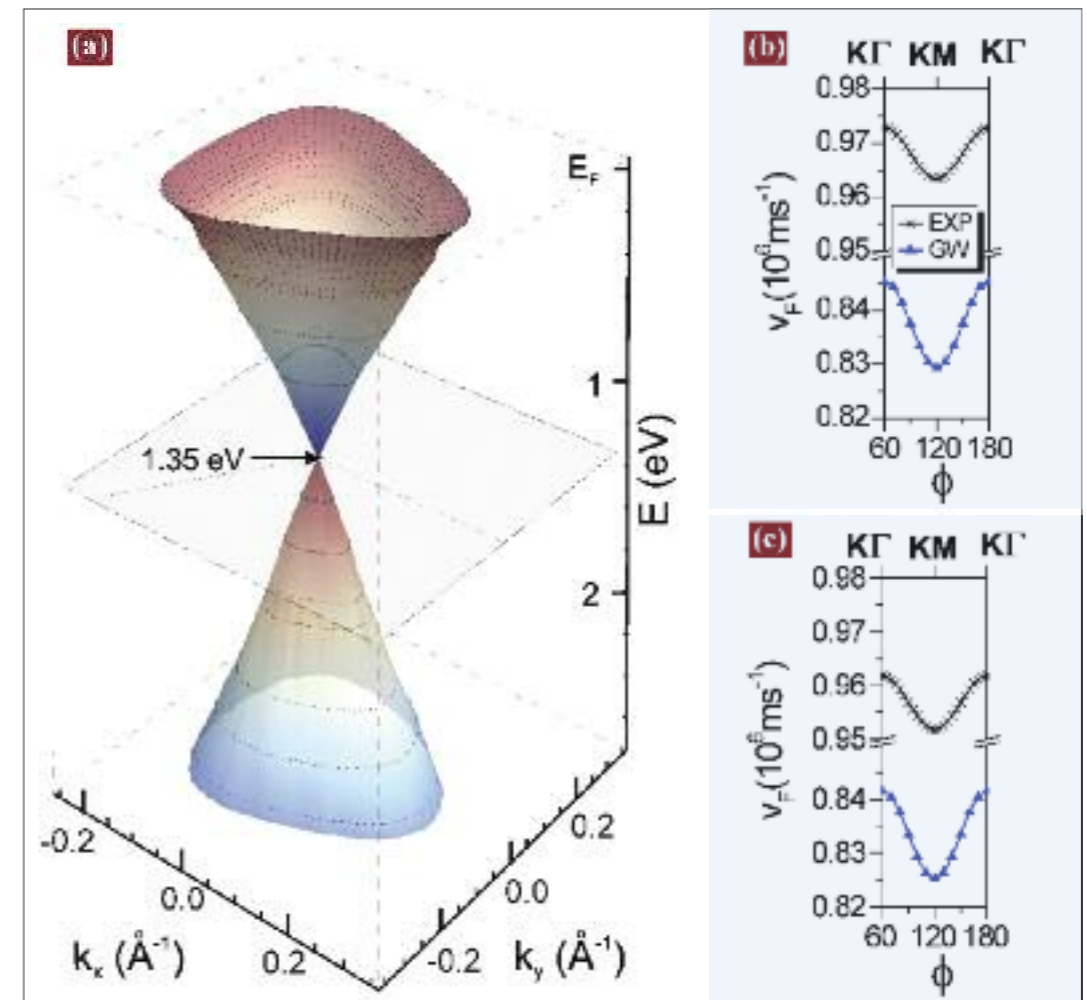 (a)
E_F
1
1.35 eV
E (eV)
2
-0.2
0.0
0.2
k_x (Å⁻¹)
-0.2
0.0
0.2
k_y (Å⁻¹)
(b)
KΓ KM KΓ
0.98
0.97
0.96
0.95
0.84
0.83
0.82
v_F(10⁶ms⁻¹)
EXP
GW
60 120 180
ϕ
(c)
KΓ KM KΓ
0.98
0.97
0.96
0.95
0.84
0.83
0.82
v_F(10⁶ms⁻¹)
60 120 180
ϕ